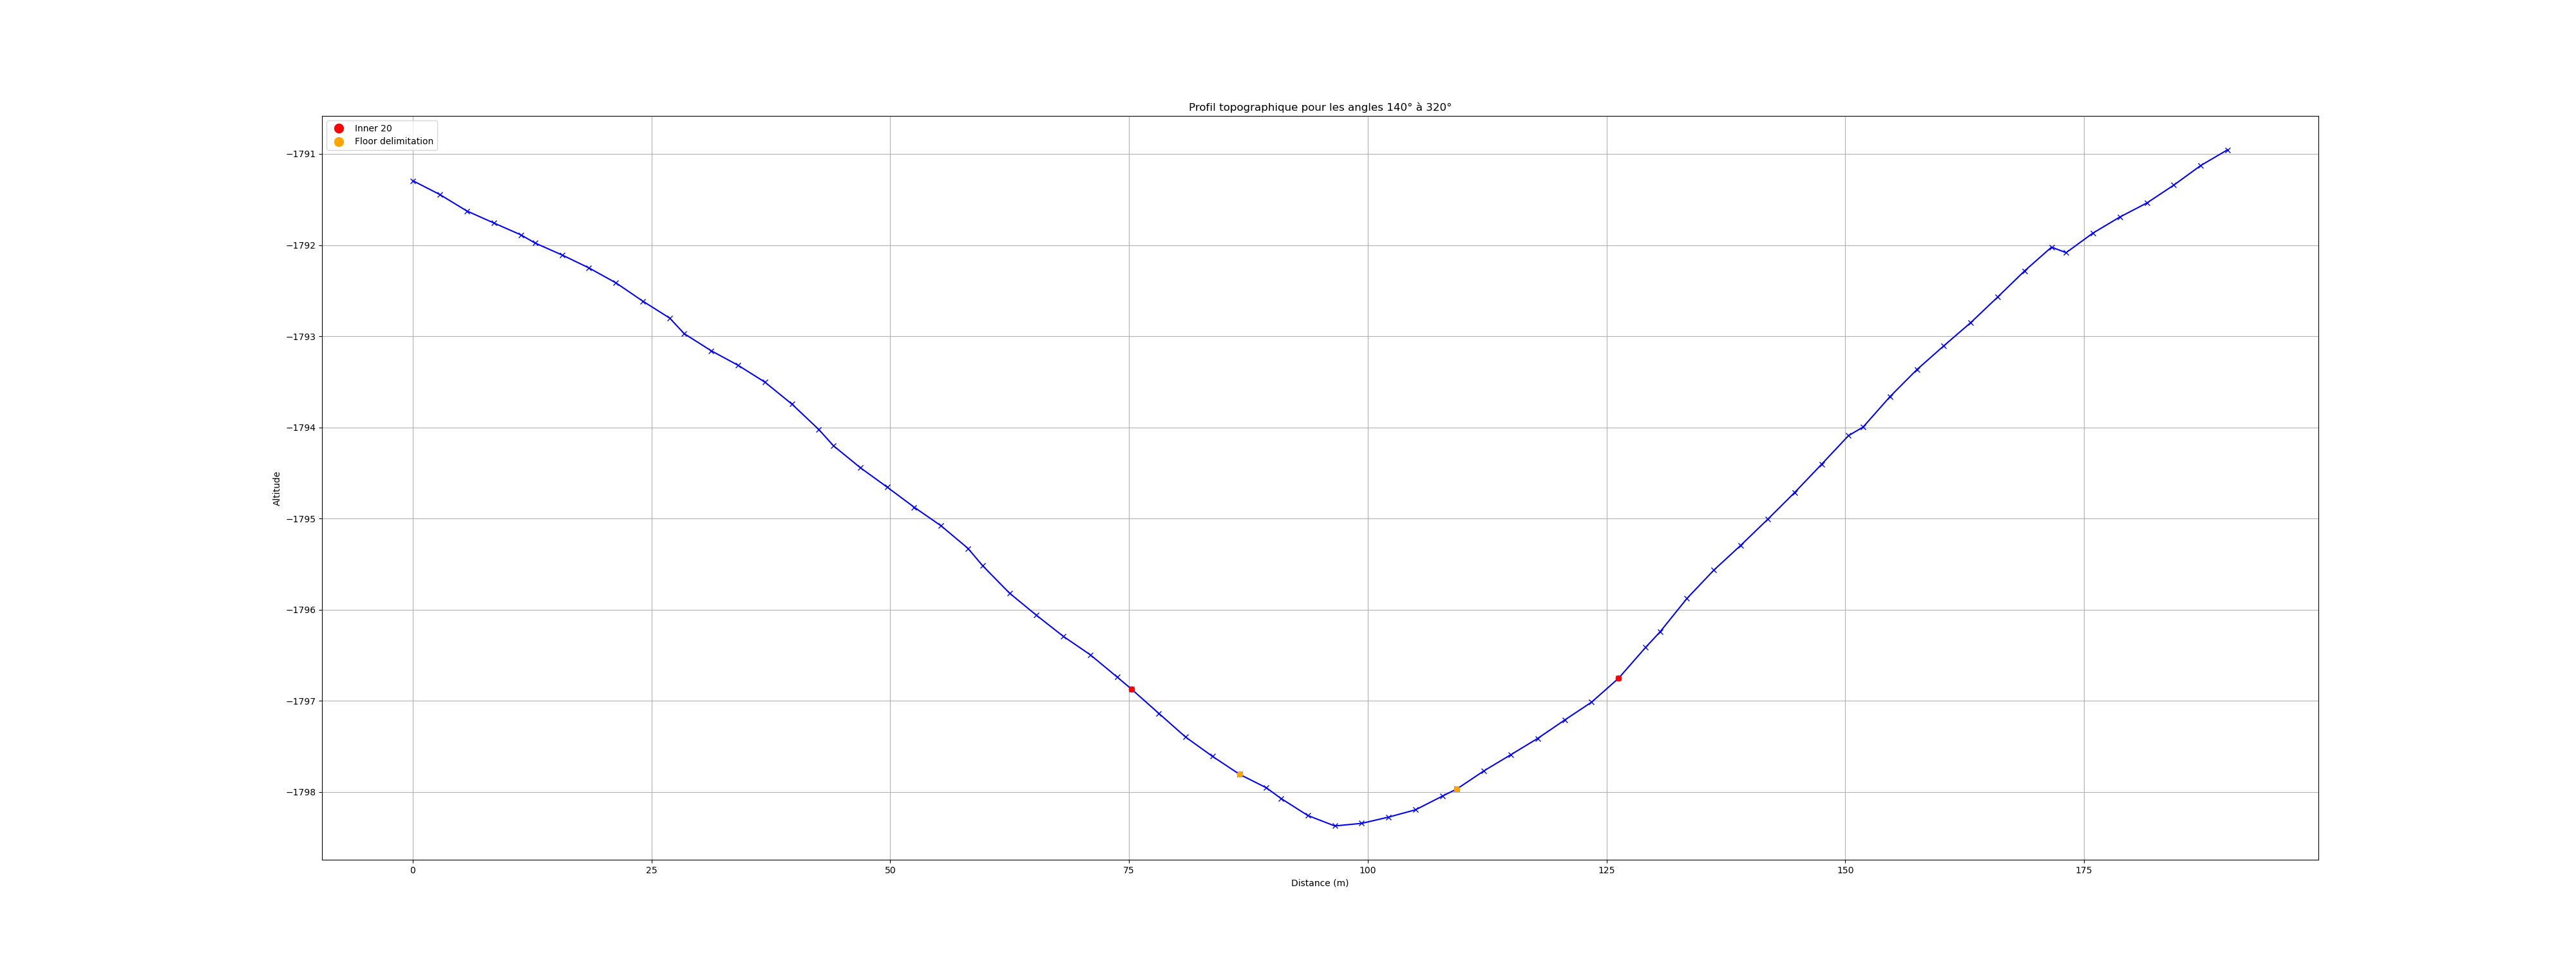 Profil topographique pour les angles 140° à 320°
Inner 20
Floor delimitation
−1791
−1792
−1793
−1794
−1795
−1796
−1797
−1798
Altitude
0 25 50 75 100 125 150 175
Distance (m)